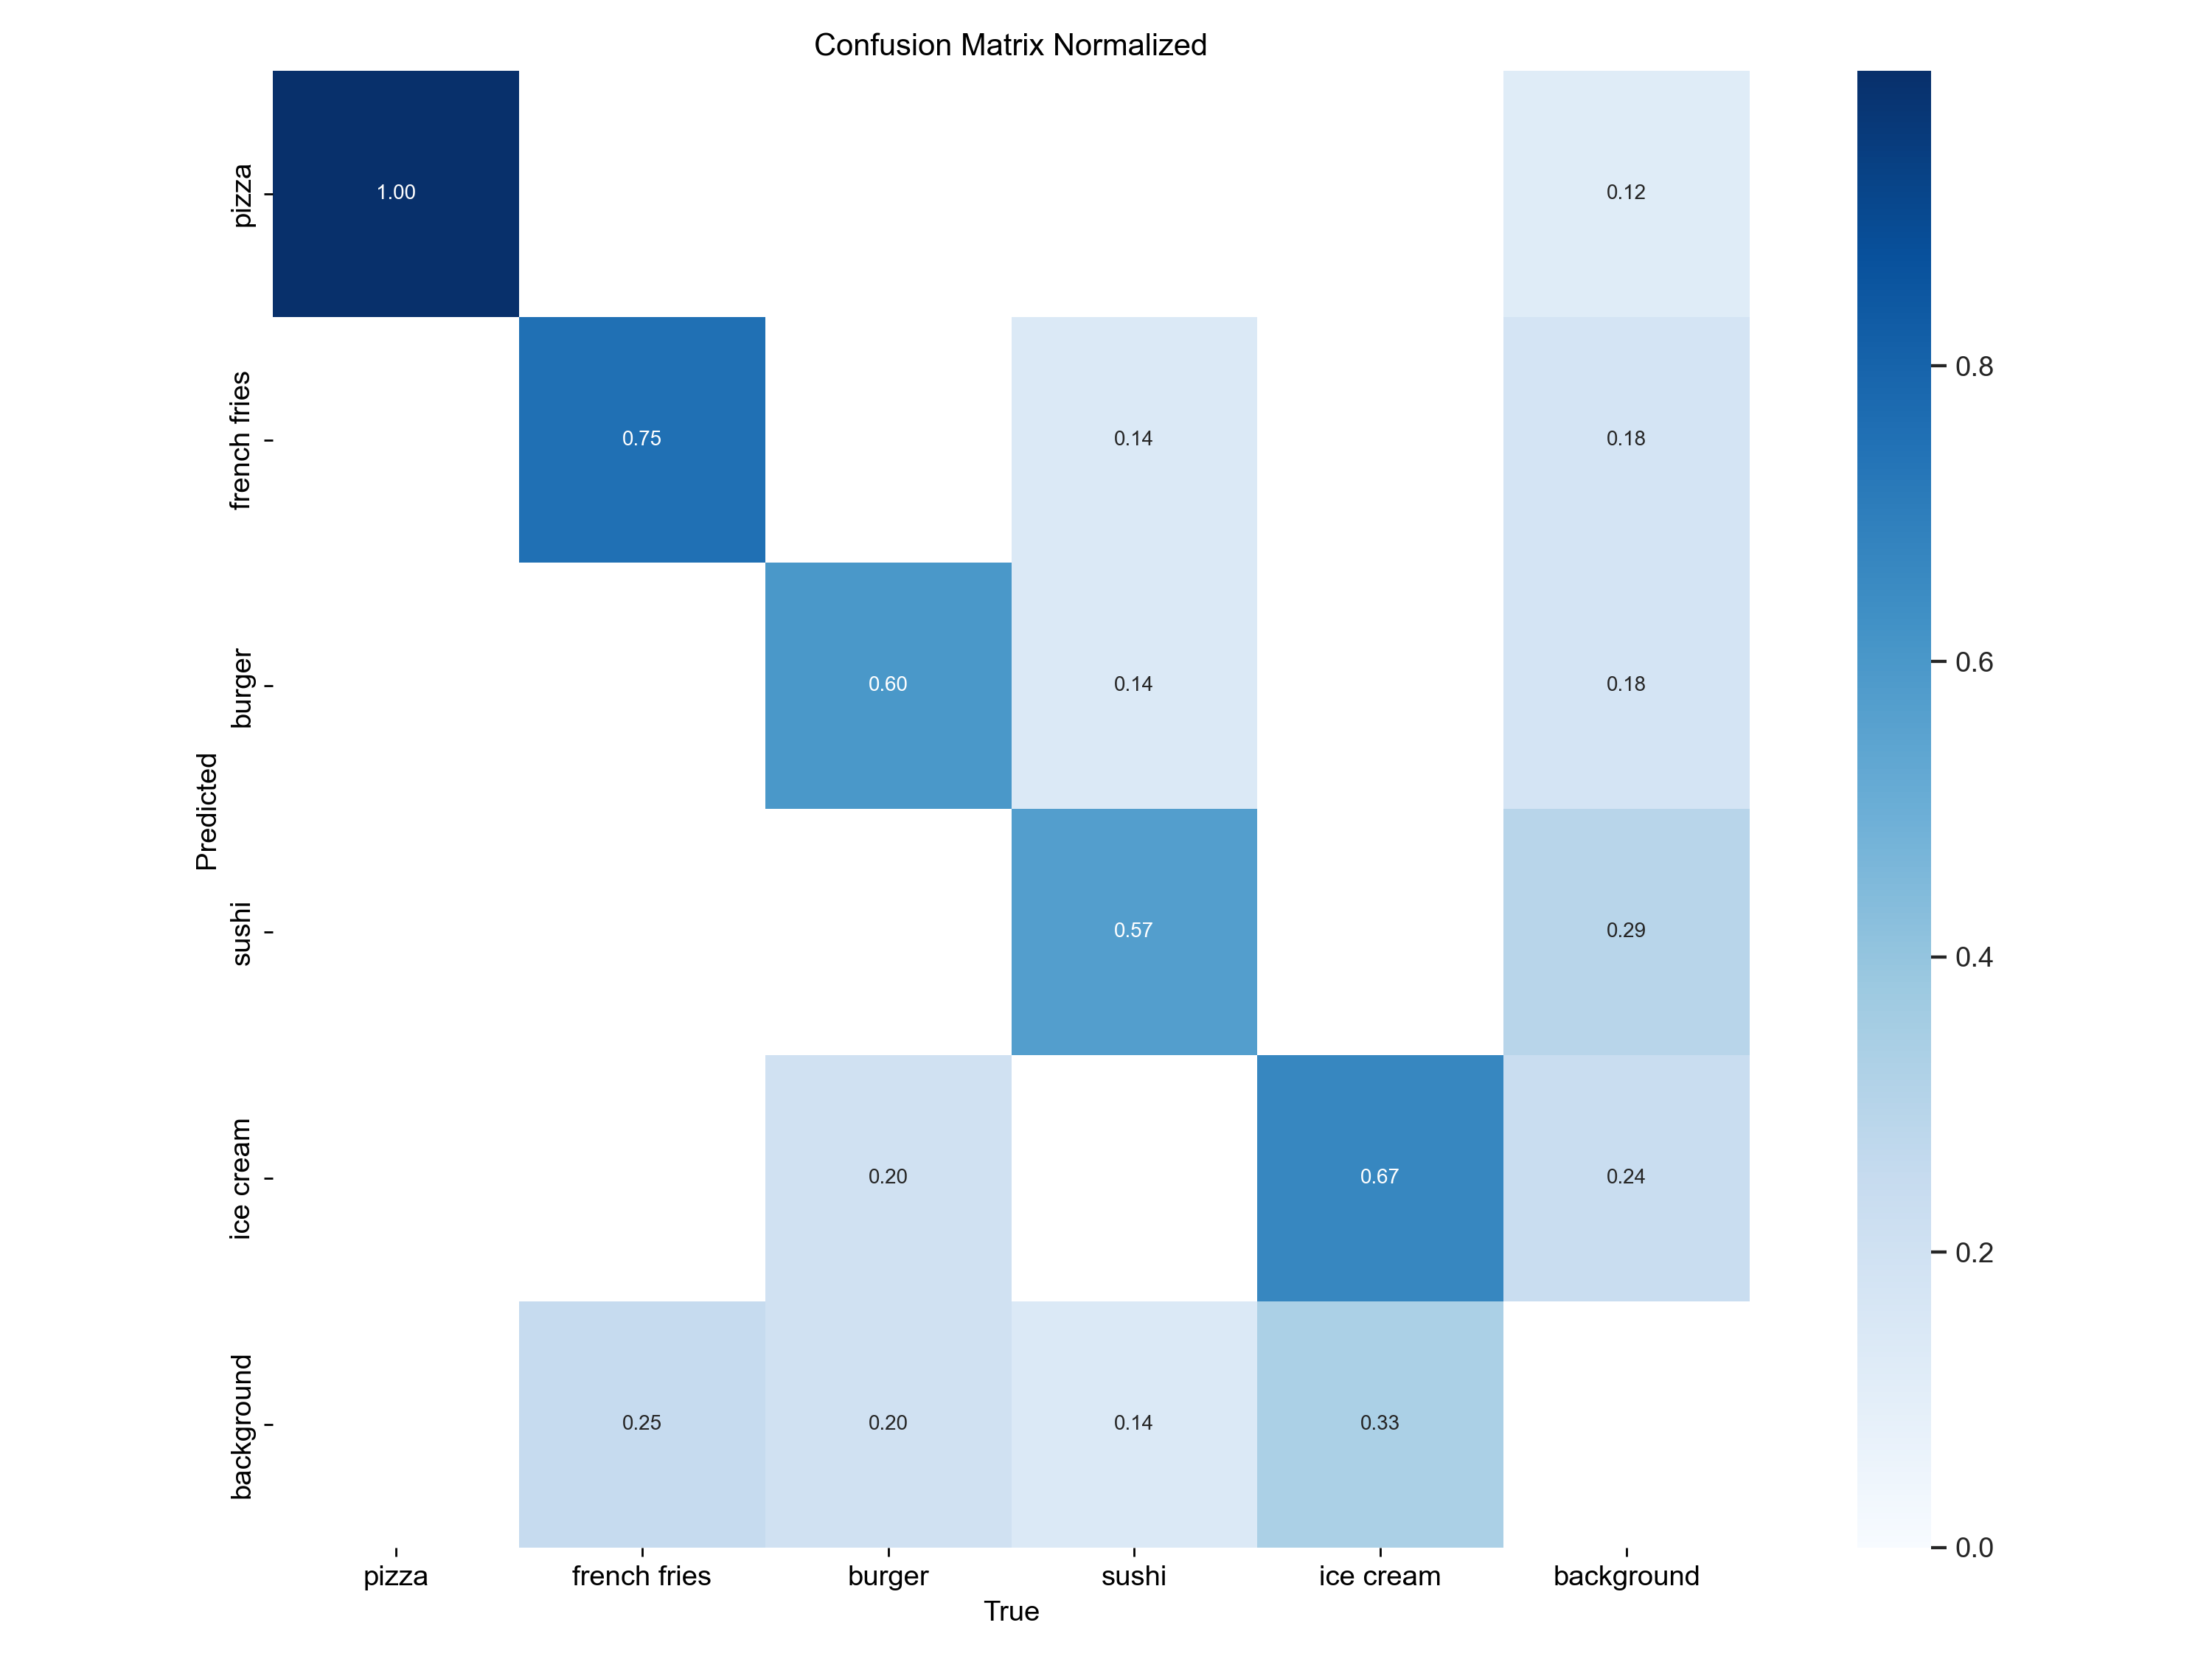 Confusion Matrix Normalized
pizza
1.00
0.12
french fries
0.75
0.14
0.18
burger
0.60
0.14
0.18
sushi
0.57
0.29
ice cream
0.20
0.67
0.24
background
0.25
0.20
0.14
0.33
Predicted
pizza
french fries
burger
sushi
ice cream
background
True
0.8
0.6
0.4
0.2
0.0